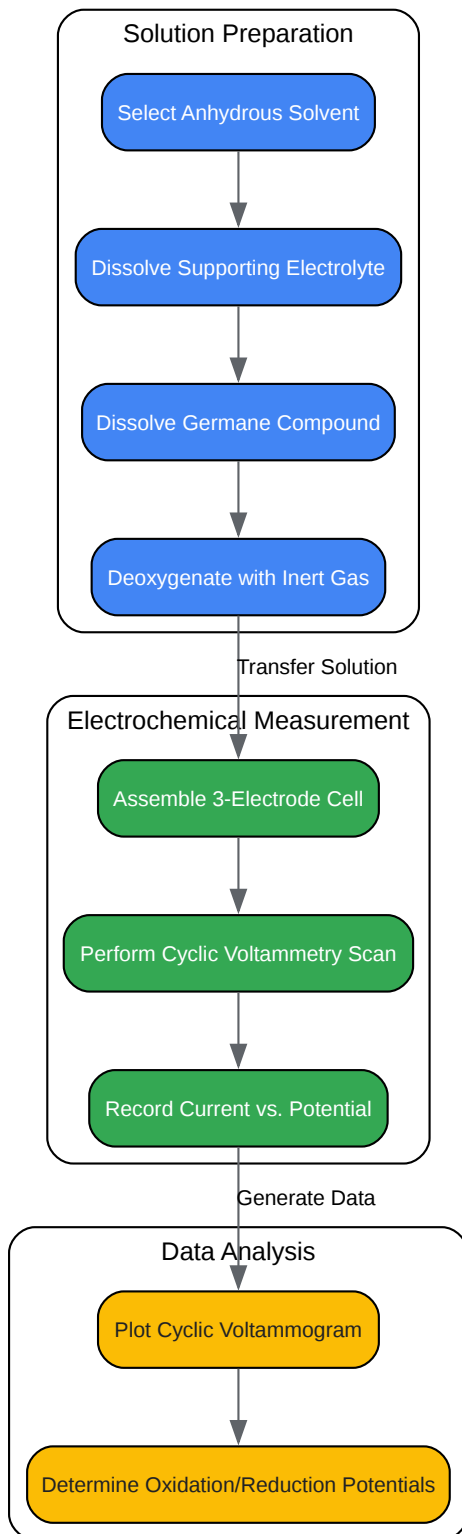 Solution Preparation
Select Anhydrous Solvent
Dissolve Supporting Electrolyte
Dissolve Germane Compound
Deoxygenate with Inert Gas
Transfer Solution
Electrochemical Measurement
Assemble 3-Electrode Cell
Perform Cyclic Voltammetry Scan
Record Current vs. Potential
Generate Data
Data Analysis
Plot Cyclic Voltammogram
Determine Oxidation/Reduction Potentials